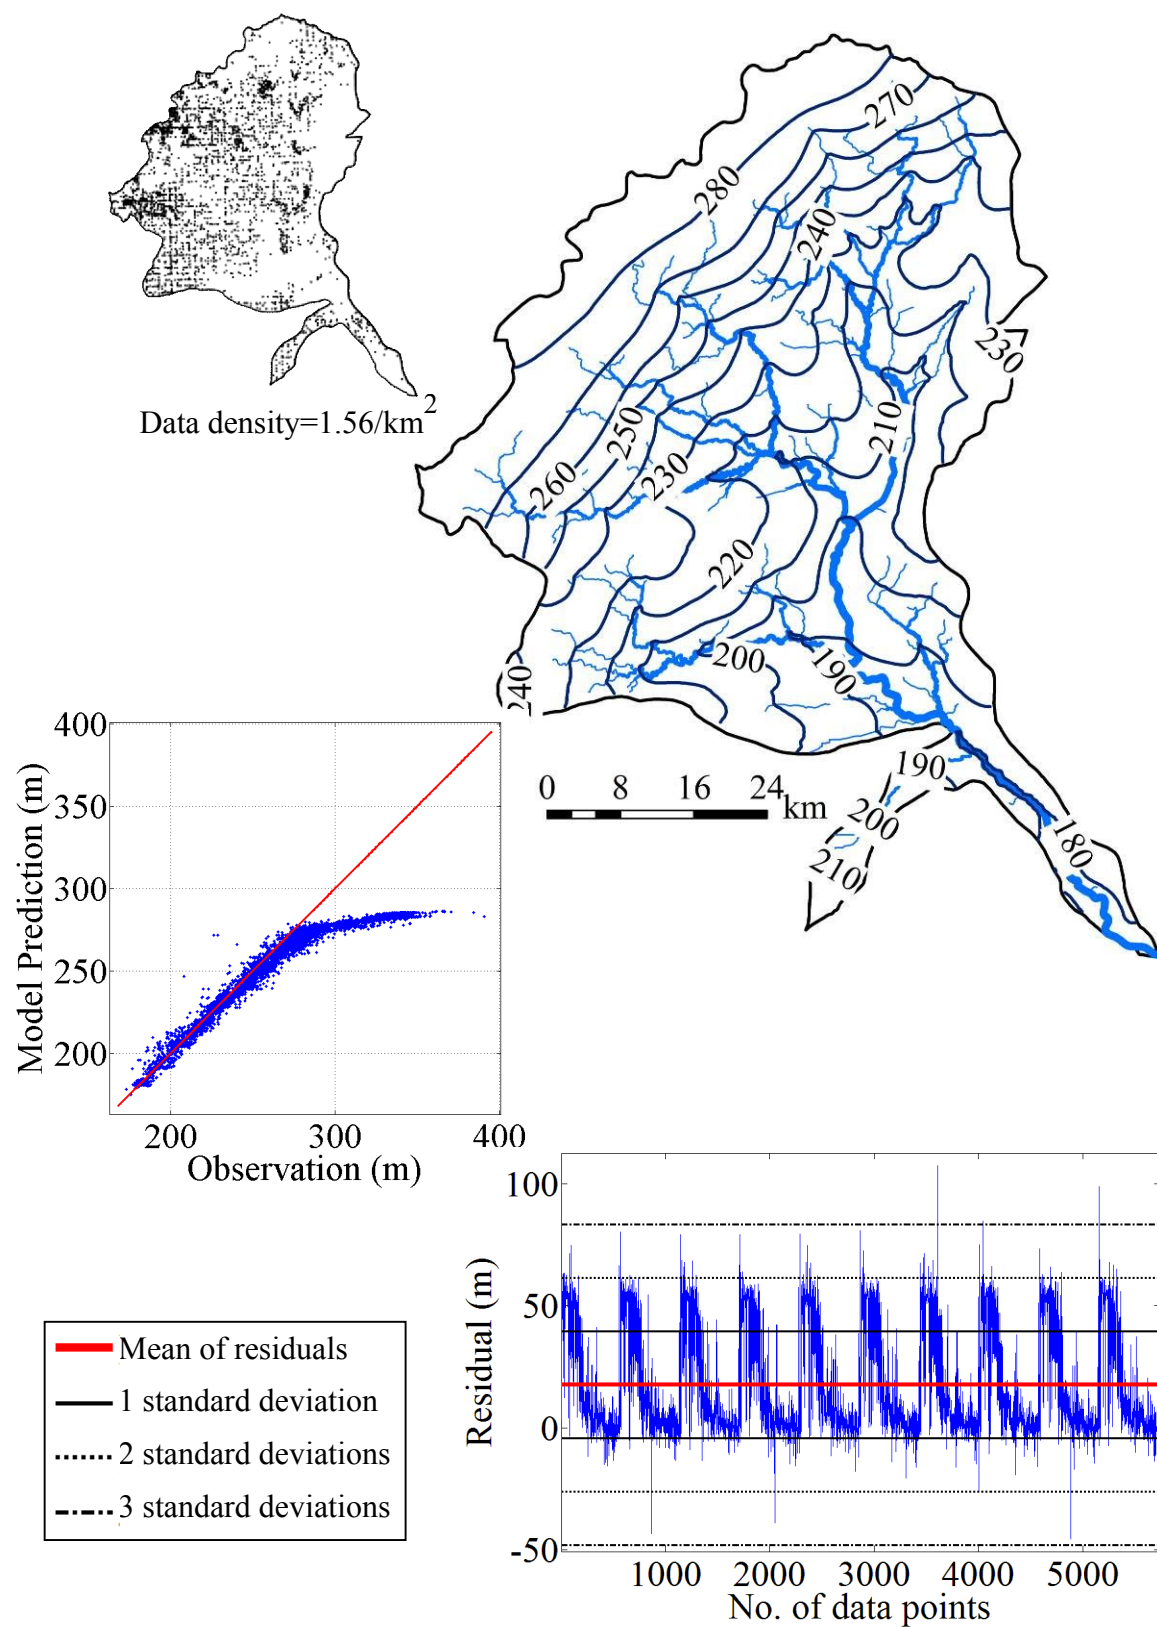 Data density=1.56/km2
270
280
240
230
210
250
260
230
220
200
190
240
190
200
210
180
0 8 16 24 km
400
350
300
250
200
Model Prediction (m)
200 300 400
Observation (m)
100
50
0
-50
Residual (m)
1000 2000 3000 4000 5000
No. of data points
Mean of residuals
1 standard deviation
2 standard deviations
3 standard deviations